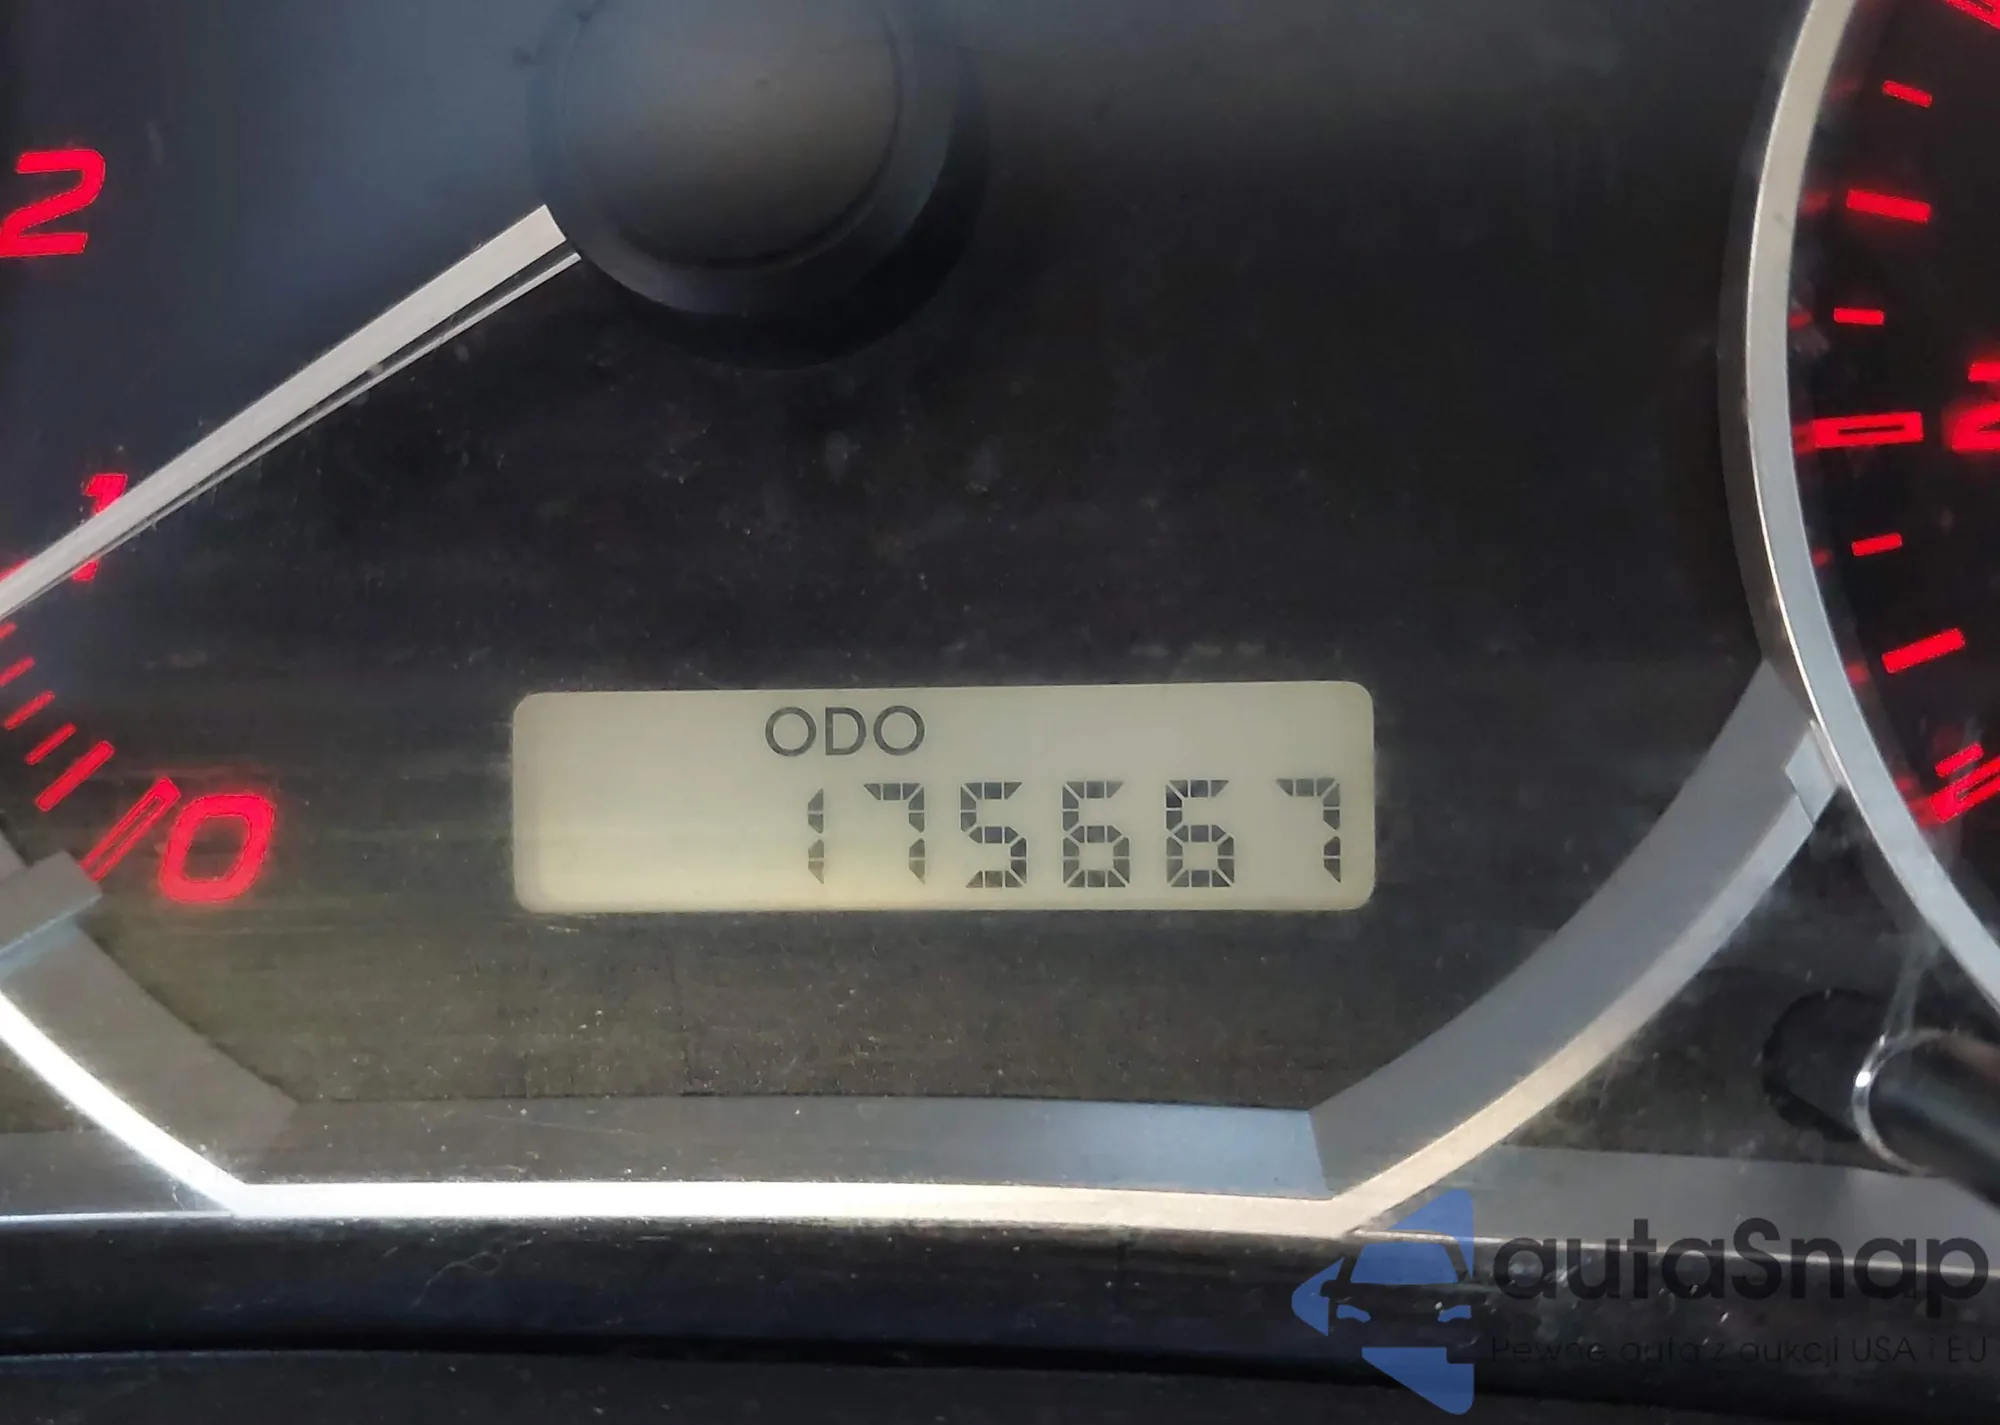 2
1
0
ODO
175667
autaSnap
Pewne auta z aukcji USA i EU